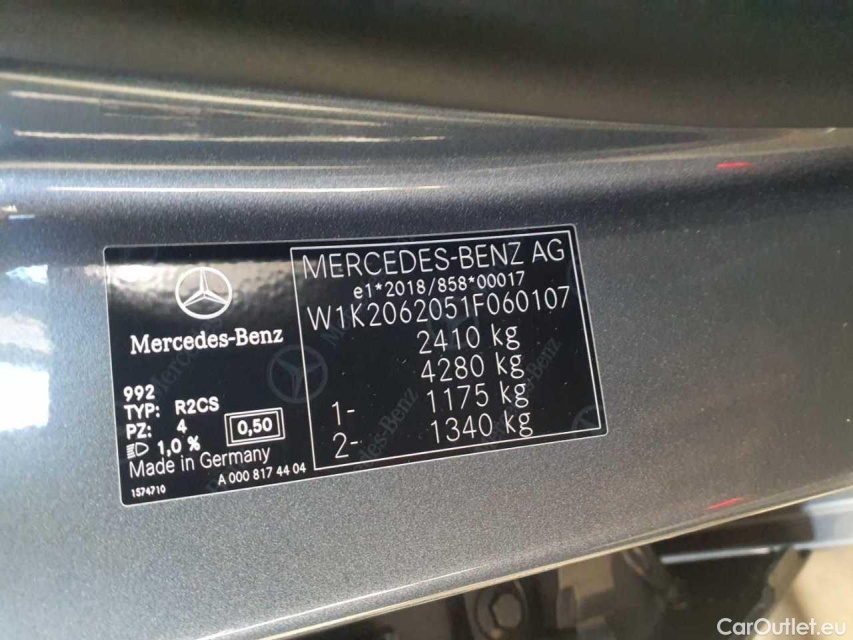 MERCEDES-BENZ AG
e1*2018/858*00017
W1K2062051F060107
2410 kg
4280 kg
1- 1175 kg
2- 1340 kg
Mercedes-Benz
992
TYP: R2CS
PZ: 4
0,50
1,0 %
Made in Germany
1574710
A 000 817 44 04
CarOutlet.eu